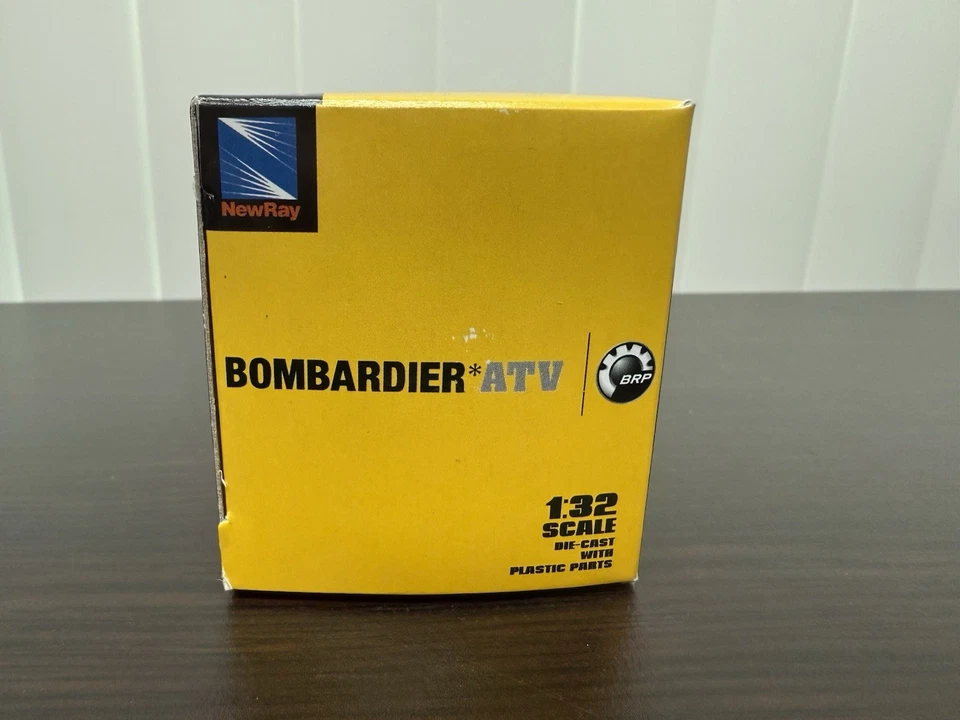 NewRay
BOMBARDIER*ATV
BRP
1:32
SCALE
DIE-CAST
WITH
PLASTIC PARTS